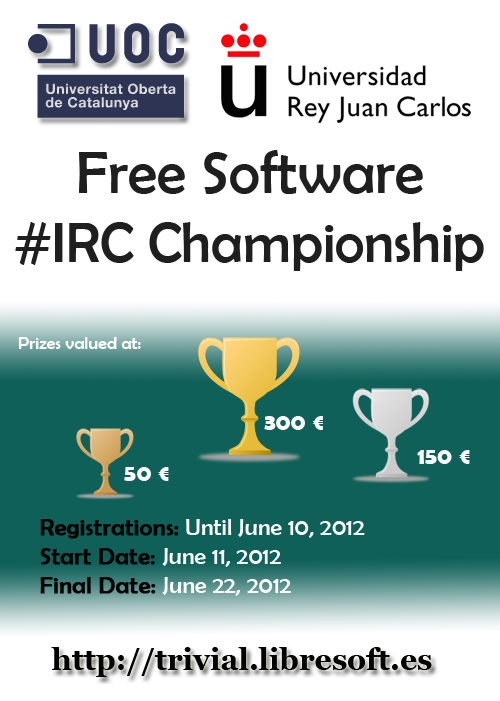 UOC
Universitat Oberta
de Catalunya
u
Universidad
Rey Juan Carlos
Free Software
#IRC Championship
Prizes valued at:
300 €
150 €
50 €
Registrations: Until June 10, 2012
Start Date: June 11, 2012
Final Date: June 22, 2012
http://trivial.libresoft.es